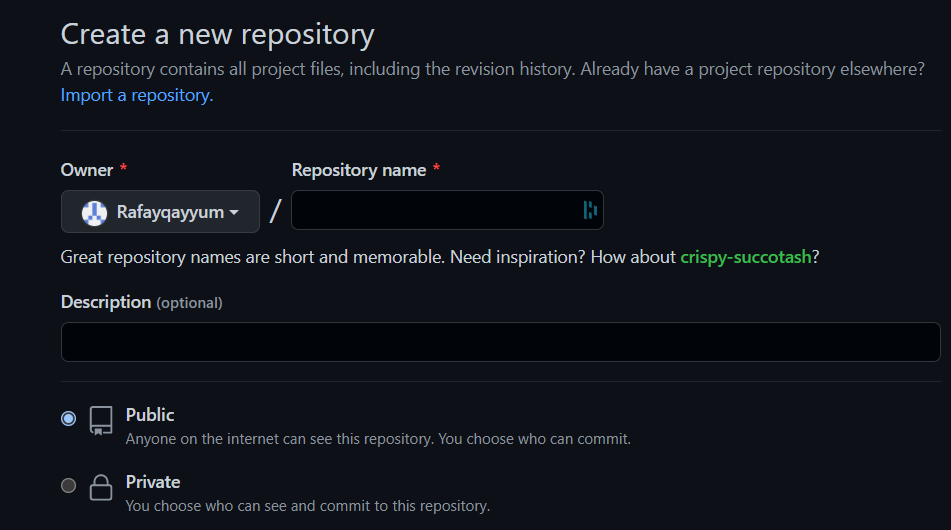 Create a new repository
A repository contains all project files, including the revision history. Already have a project repository elsewhere?
Import a repository.
Owner * Repository name *
Rafayqayyum /
Great repository names are short and memorable. Need inspiration? How about crispy-succotash?
Description (optional)
Public
Anyone on the internet can see this repository. You choose who can commit.
Private
You choose who can see and commit to this repository.